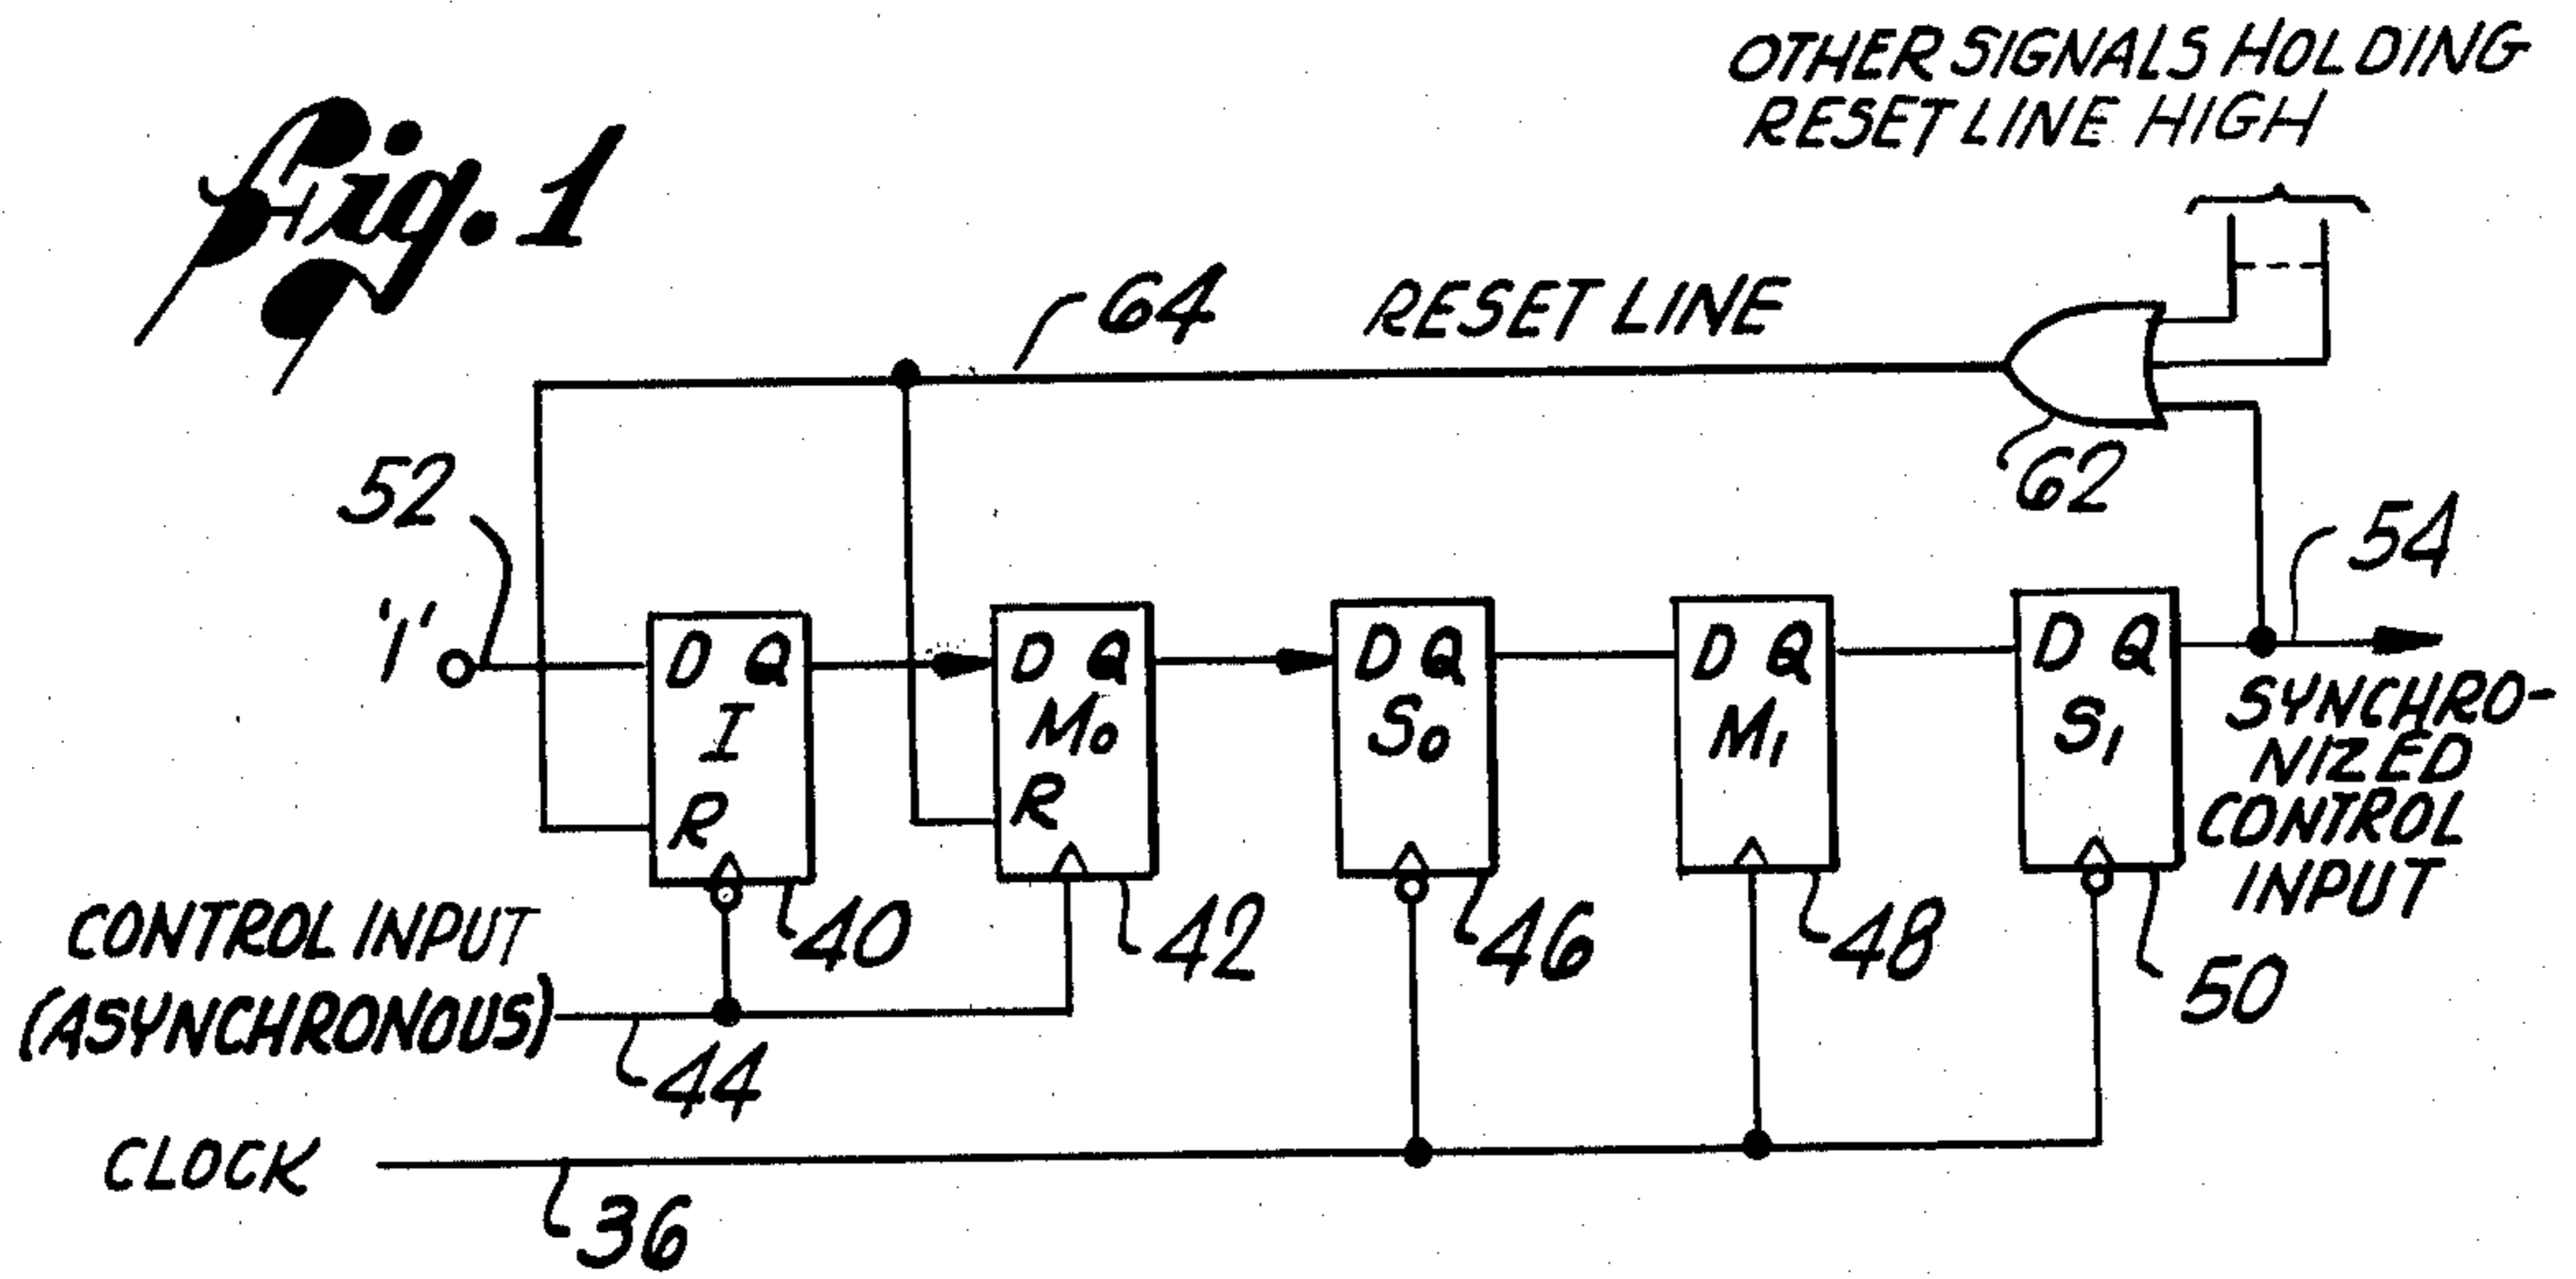 OTHER SIGNALS HOLDING
RESET LINE HIGH
Fig. 1
64
RESET LINE
62
52
54
'1'
D Q
I
R
D Q
M0
R
D Q
S0
D Q
M1
D Q
S1
SYNCHRO-
NIZED
CONTROL
INPUT
40
42
46
48
50
CONTROL INPUT
(ASYNCHRONOUS)
44
CLOCK
36